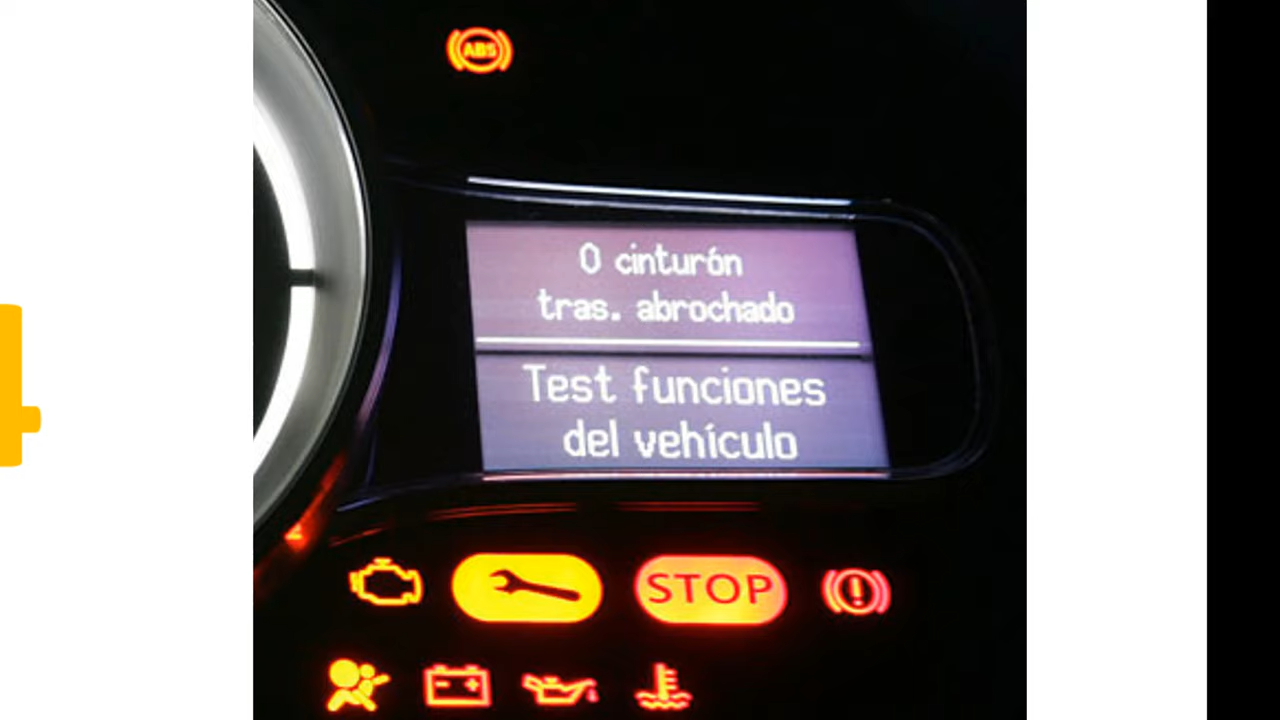 ABS
0 cinturón
tras. abrochado
Test funciones
del vehículo
STOP